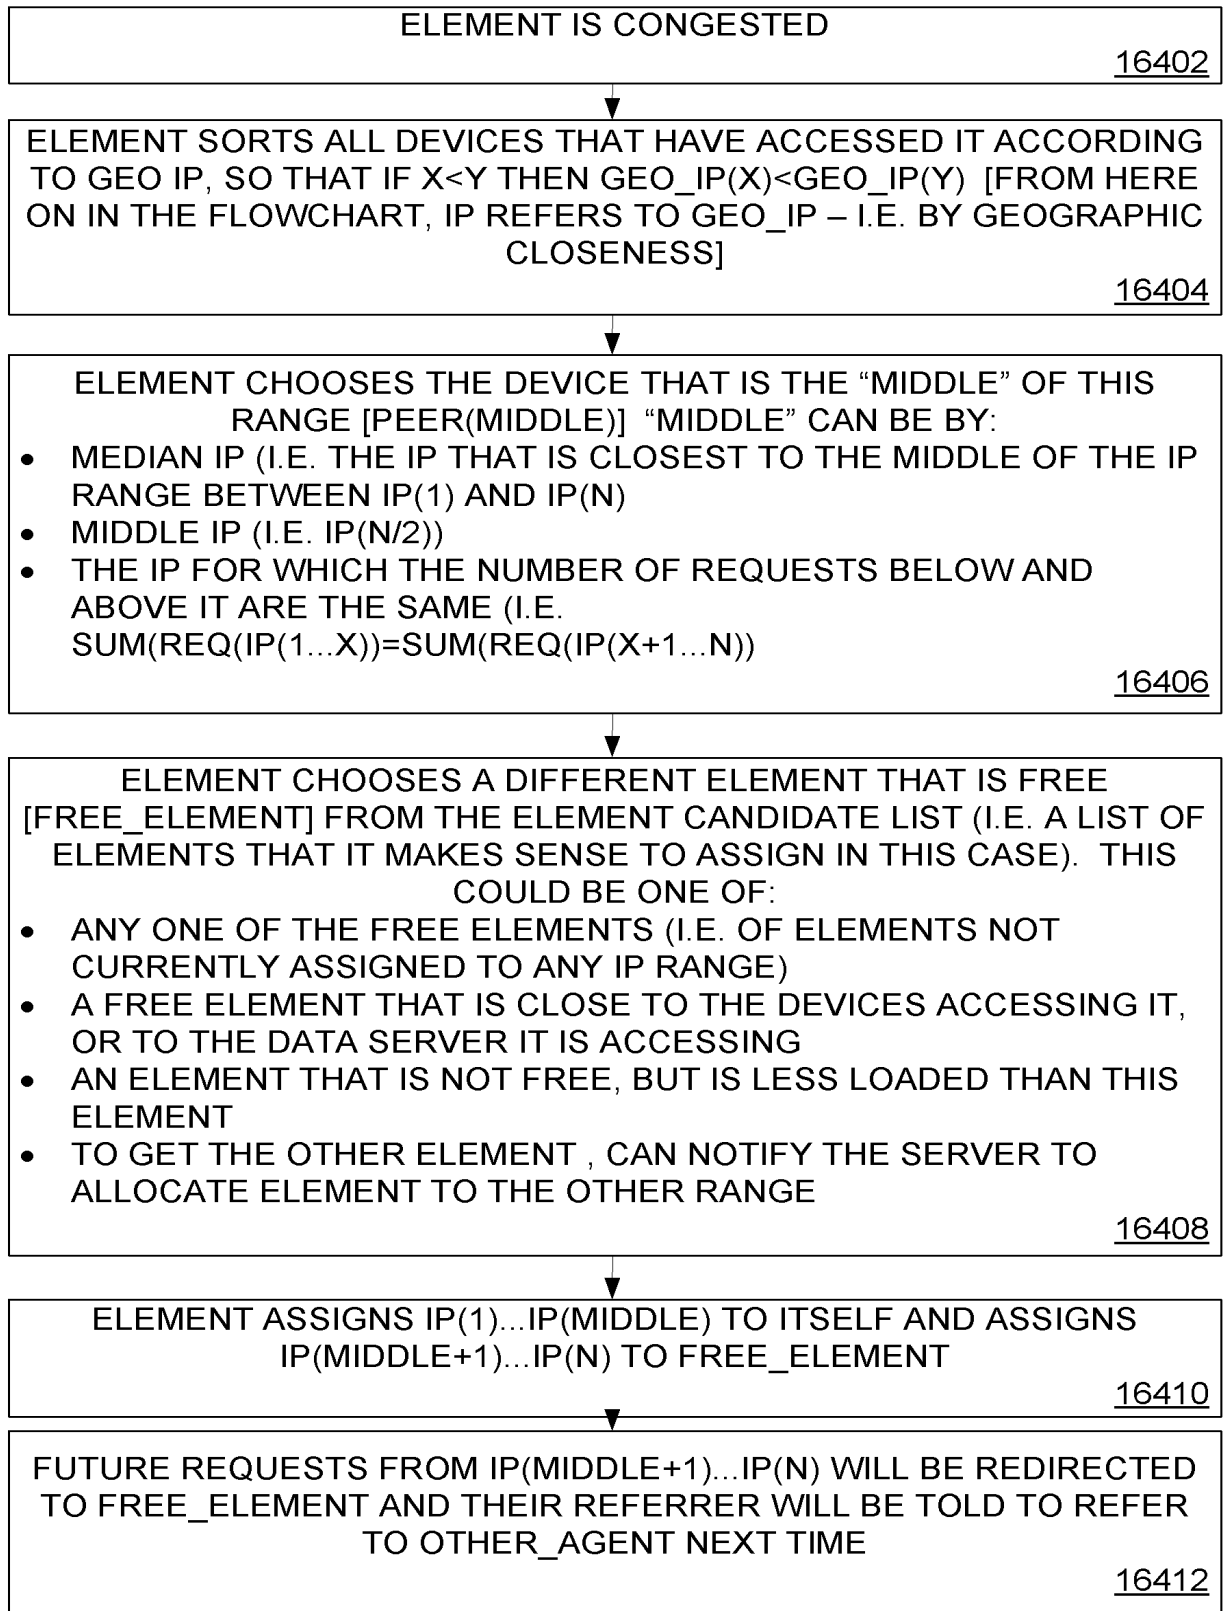 ELEMENT IS CONGESTED
16402
ELEMENT SORTS ALL DEVICES THAT HAVE ACCESSED IT ACCORDING
TO GEO IP, SO THAT IF X<Y THEN GEO_IP(X)<GEO_IP(Y) [FROM HERE
ON IN THE FLOWCHART, IP REFERS TO GEO_IP – I.E. BY GEOGRAPHIC
CLOSENESS]
16404
ELEMENT CHOOSES THE DEVICE THAT IS THE “MIDDLE” OF THIS
RANGE [PEER(MIDDLE)] “MIDDLE” CAN BE BY:
• MEDIAN IP (I.E. THE IP THAT IS CLOSEST TO THE MIDDLE OF THE IP
RANGE BETWEEN IP(1) AND IP(N)
• MIDDLE IP (I.E. IP(N/2))
• THE IP FOR WHICH THE NUMBER OF REQUESTS BELOW AND
ABOVE IT ARE THE SAME (I.E.
SUM(REQ(IP(1...X))=SUM(REQ(IP(X+1...N))
16406
ELEMENT CHOOSES A DIFFERENT ELEMENT THAT IS FREE
[FREE_ELEMENT] FROM THE ELEMENT CANDIDATE LIST (I.E. A LIST OF
ELEMENTS THAT IT MAKES SENSE TO ASSIGN IN THIS CASE). THIS
COULD BE ONE OF:
• ANY ONE OF THE FREE ELEMENTS (I.E. OF ELEMENTS NOT
CURRENTLY ASSIGNED TO ANY IP RANGE)
• A FREE ELEMENT THAT IS CLOSE TO THE DEVICES ACCESSING IT,
OR TO THE DATA SERVER IT IS ACCESSING
• AN ELEMENT THAT IS NOT FREE, BUT IS LESS LOADED THAN THIS
ELEMENT
• TO GET THE OTHER ELEMENT , CAN NOTIFY THE SERVER TO
ALLOCATE ELEMENT TO THE OTHER RANGE
16408
ELEMENT ASSIGNS IP(1)...IP(MIDDLE) TO ITSELF AND ASSIGNS
IP(MIDDLE+1)...IP(N) TO FREE_ELEMENT
16410
FUTURE REQUESTS FROM IP(MIDDLE+1)...IP(N) WILL BE REDIRECTED
TO FREE_ELEMENT AND THEIR REFERRER WILL BE TOLD TO REFER
TO OTHER_AGENT NEXT TIME
16412